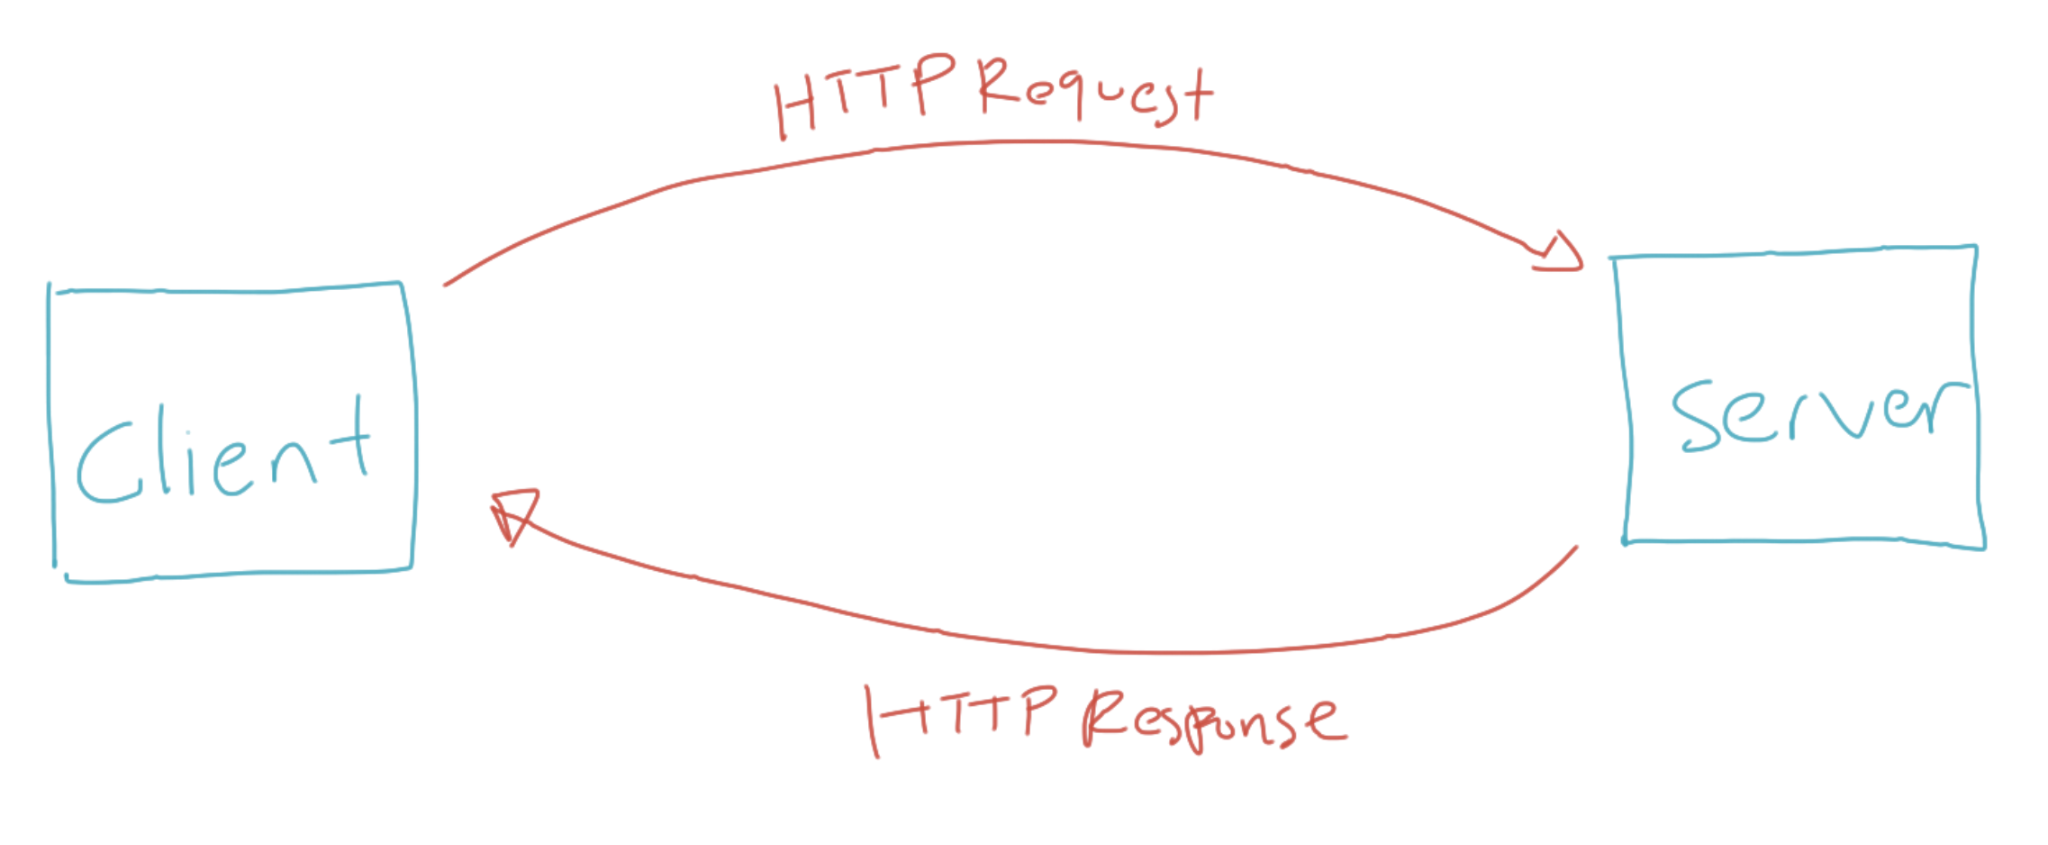 HTTP Request
Client
Server
HTTP Response